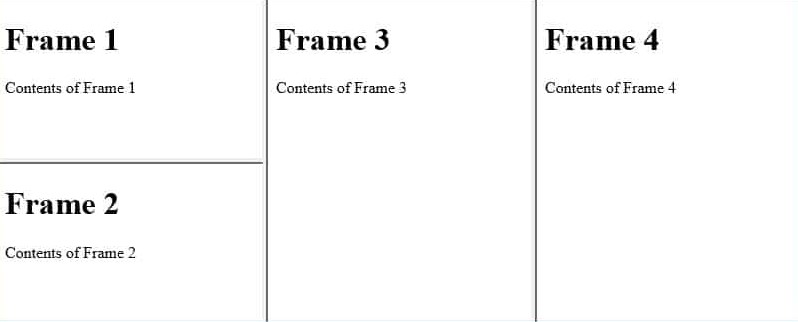 Frame 1
Contents of Frame 1
Frame 2
Contents of Frame 2
Frame 3
Contents of Frame 3
Frame 4
Contents of Frame 4